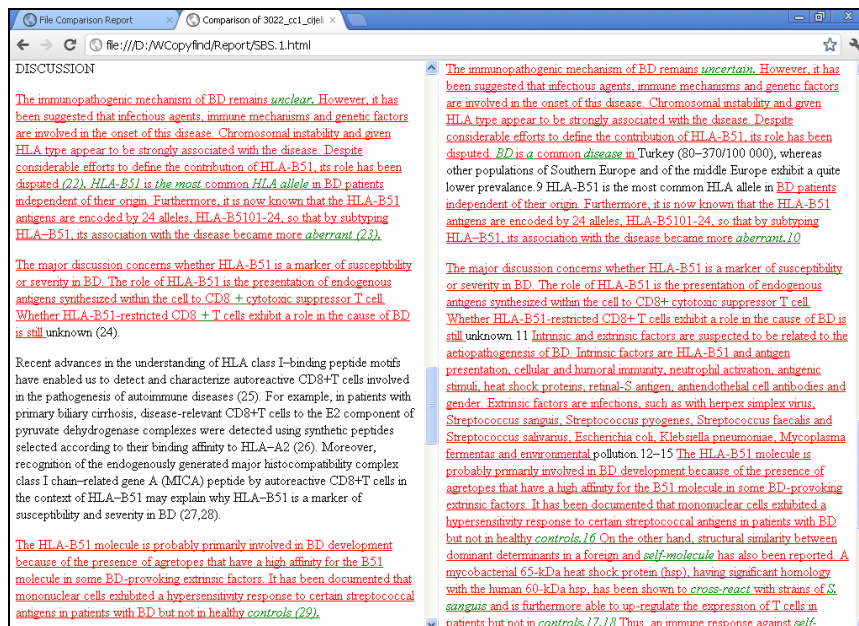 File Comparison Report
Comparison of 3022_cc1_cijeli
file:///D:/WCopyfind/Report/SBS.1.html
DISCUSSION
The immunopathogenic mechanism of BD remains unclear. However, it has
been suggested that infectious agents, immune mechanisms and genetic factors
are involved in the onset of this disease. Chromosomal instability and given
HLA type appear to be strongly associated with the disease. Despite
considerable efforts to define the contribution of HLA-B51, its role has been
disputed (22). HLA-B51 is the most common HLA allele in BD patients
independent of their origin. Furthermore, it is now known that the HLA-B51
antigens are encoded by 24 alleles, HLA-B5101-24, so that by subtyping
HLA–B51, its association with the disease became more aberrant (23).
The major discussion concerns whether HLA-B51 is a marker of susceptibility
or severity in BD. The role of HLA-B51 is the presentation of endogenous
antigens synthesized within the cell to CD8 + cytotoxic suppressor T cell.
Whether HLA-B51-restricted CD8 + T cells exhibit a role in the cause of BD
is still unknown (24).
Recent advances in the understanding of HLA class I–binding peptide motifs
have enabled us to detect and characterize autoreactive CD8+T cells involved
in the pathogenesis of autoimmune diseases (25). For example, in patients with
primary biliary cirrhosis, disease-relevant CD8+T cells to the E2 component of
pyruvate dehydrogenase complexes were detected using synthetic peptides
selected according to their binding affinity to HLA–A2 (26). Moreover,
recognition of the endogenously generated major histocompatibility complex
class I chain–related gene A (MICA) peptide by autoreactive CD8+T cells in
the context of HLA–B51 may explain why HLA–B51 is a marker of
susceptibility and severity in BD (27,28).
The HLA-B51 molecule is probably primarily involved in BD development
because of the presence of agretopes that have a high affinity for the B51
molecule in some BD-provoking extrinsic factors. It has been documented that
mononuclear cells exhibited a hypersensitivity response to certain streptococcal
antigens in patients with BD but not in healthy controls (29).
The immunopathogenic mechanism of BD remains uncertain. However, it has
been suggested that infectious agents, immune mechanisms and genetic factors
are involved in the onset of this disease. Chromosomal instability and given
HLA type appear to be strongly associated with the disease. Despite
considerable efforts to define the contribution of HLA-B51, its role has been
disputed. BD is a common disease in Turkey (80–370/100 000), whereas
other populations of Southern Europe and of the middle Europe exhibit a quite
lower prevalance.9 HLA-B51 is the most common HLA allele in BD patients
independent of their origin. Furthermore, it is now known that the HLA-B51
antigens are encoded by 24 alleles, HLA-B5101-24, so that by subtyping
HLA–B51, its association with the disease became more aberrant.10
The major discussion concerns whether HLA-B51 is a marker of susceptibility
or severity in BD. The role of HLA-B51 is the presentation of endogenous
antigens synthesized within the cell to CD8+ cytotoxic suppressor T cell.
Whether HLA-B51-restricted CD8+ T cells exhibit a role in the cause of BD is
still unknown.11 Intrinsic and extrinsic factors are suspected to be related to the
aetiopathogenesis of BD. Intrinsic factors are HLA-B51 and antigen
presentation, cellular and humoral immunity, neutrophil activation, antigenic
stimuli, heat shock proteins, retinal-S antigen, antiendothelial cell antibodies and
gender. Extrinsic factors are infections, such as with herpex simplex virus,
Streptococcus sanguis, Streptococcus pyogenes, Streptococcus faecalis and
Streptococcus salivarius, Escherichia coli, Klebsiella pneumoniae, Mycoplasma
fermentas and environmental pollution.12–15 The HLA-B51 molecule is
probably primarily involved in BD development because of the presence of
agretopes that have a high affinity for the B51 molecule in some BD-provoking
extrinsic factors. It has been documented that mononuclear cells exhibited a
hypersensitivity response to certain streptococcal antigens in patients with BD
but not in healthy controls.16 On the other hand, structural similarity between
dominant determinants in a foreign and self-molecule has also been reported. A
mycobacterial 65-kDa heat shock protein (hsp), having significant homology
with the human 60-kDa hsp, has been shown to cross-react with strains of S.
sanguis and is furthermore able to up-regulate the expression of T cells in
patients but not in controls.17,18 Thus, an immune response against self-